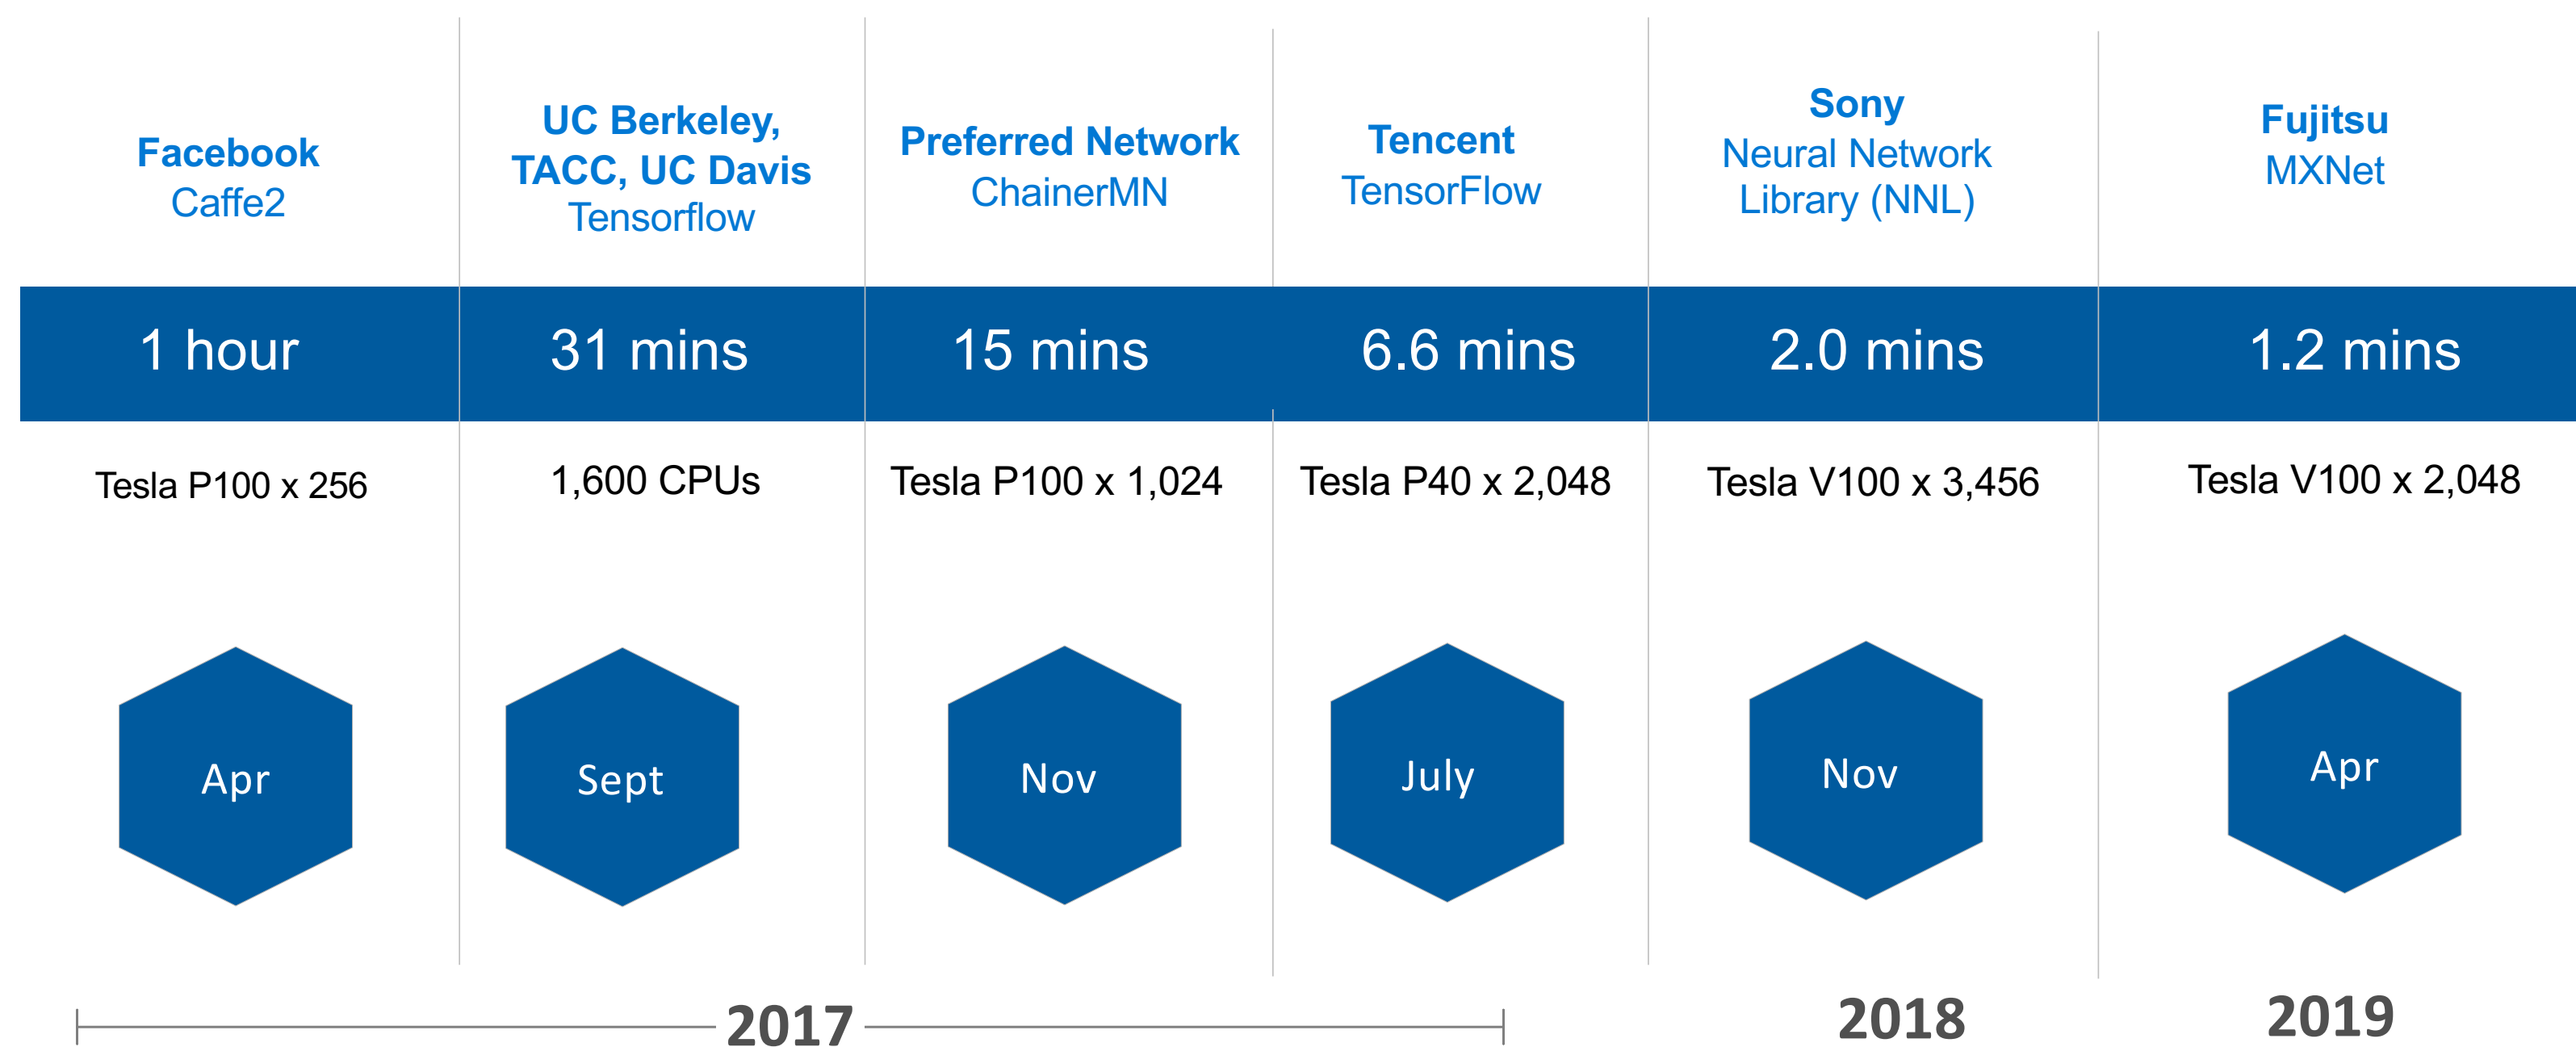 Facebook
Caffe2
UC Berkeley,
TACC, UC Davis
Tensorflow
Preferred Network
ChainerMN
Tencent
TensorFlow
Sony
Neural Network
Library (NNL)
Fujitsu
MXNet
1 hour
31 mins
15 mins
6.6 mins
2.0 mins
1.2 mins
Tesla P100 x 256
1,600 CPUs
Tesla P100 x 1,024
Tesla P40 x 2,048
Tesla V100 x 3,456
Tesla V100 x 2,048
Apr
Sept
Nov
July
Nov
Apr
2017
2018
2019